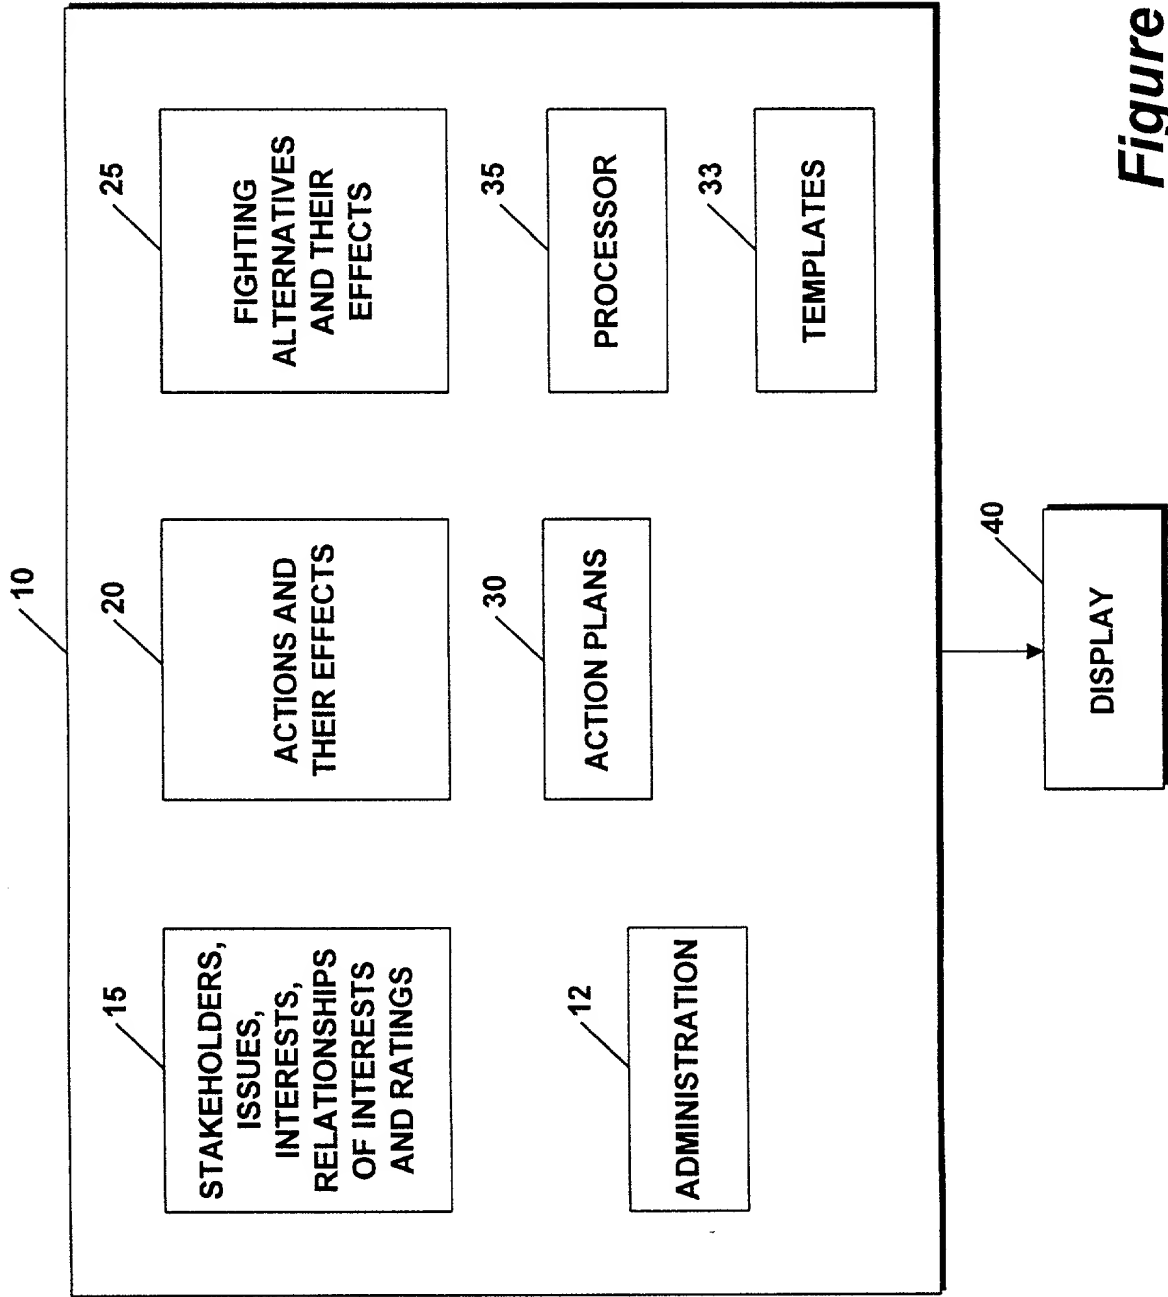 10
15
STAKEHOLDERS,
ISSUES,
INTERESTS,
RELATIONSHIPS
OF INTERESTS
AND RATINGS
20
ACTIONS AND
THEIR EFFECTS
25
FIGHTING
ALTERNATIVES
AND THEIR
EFFECTS
12
ADMINISTRATION
30
ACTION PLANS
35
PROCESSOR
33
TEMPLATES
40
DISPLAY
Figure